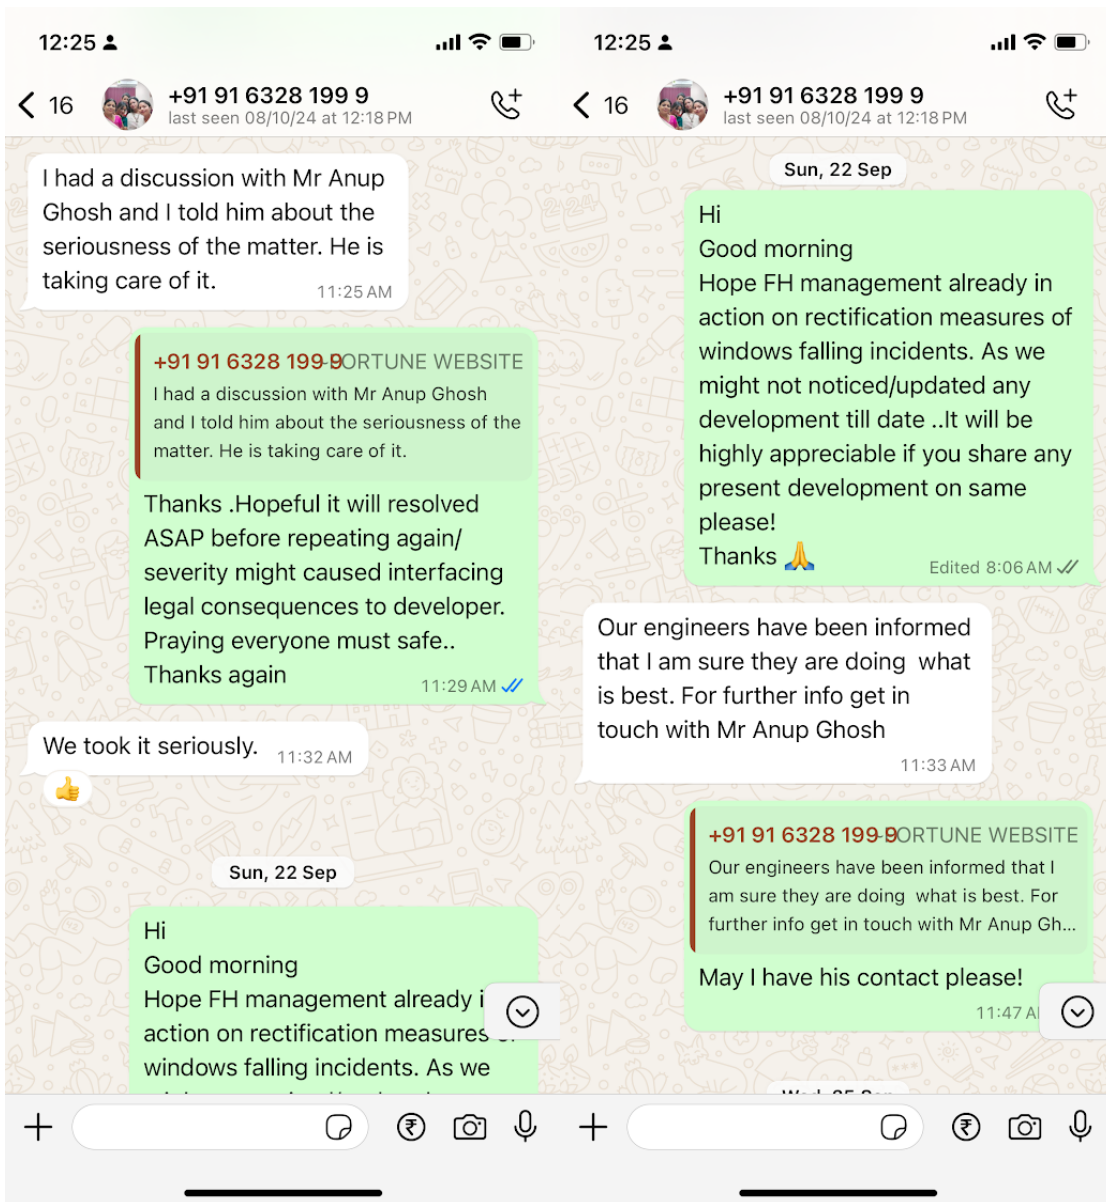 12:25
16
+91 91 6328 199 9
last seen 08/10/24 at 12:18 PM
I had a discussion with Mr Anup
Ghosh and I told him about the
seriousness of the matter. He is
taking care of it.
11:25 AM
+91 91 6328 199 9
ORTUNE WEBSITE
I had a discussion with Mr Anup Ghosh
and I told him about the seriousness of the
matter. He is taking care of it.
Thanks .Hopeful it will resolved
ASAP before repeating again/
severity might caused interfacing
legal consequences to developer.
Praying everyone must safe..
Thanks again
11:29 AM
We took it seriously.
11:32 AM
Sun, 22 Sep
Hi
Good morning
Hope FH management already i
action on rectification measures
windows falling incidents. As we
12:25
16
+91 91 6328 199 9
last seen 08/10/24 at 12:18 PM
Sun, 22 Sep
Hi
Good morning
Hope FH management already in
action on rectification measures of
windows falling incidents. As we
might not noticed/updated any
development till date ..It will be
highly appreciable if you share any
present development on same
please!
Thanks 🙏
Edited 8:06 AM
Our engineers have been informed
that I am sure they are doing  what
is best. For further info get in
touch with Mr Anup Ghosh
11:33 AM
+91 91 6328 199 9
ORTUNE WEBSITE
Our engineers have been informed that I
am sure they are doing  what is best. For
further info get in touch with Mr Anup Gh...
May I have his contact please!
11:47 A